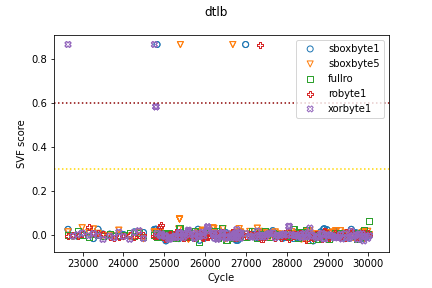 dtlb
SVF score
0.8
0.6
0.4
0.2
0.0
sboxbyte1
sboxbyte5
fullro
robyte1
xorbyte1
23000 24000 25000 26000 27000 28000 29000 30000
Cycle